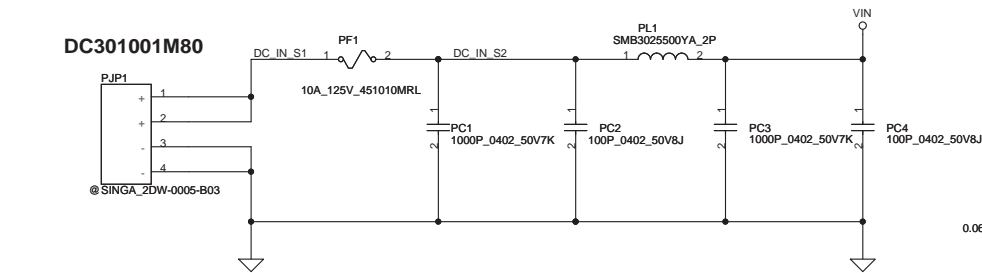 VIN
DC301001M80
PL1
SMB3025500YA_2P
PF1
DC_IN_S1
1
2
DC_IN_S2
1
2
PJP1
10A_125V_451010MRL
+
1
+
2
-
3
-
4
@SINGA_2DW-0005-B03
1
PC1
1000P_0402_50V7K
2
1
PC2
100P_0402_50V8J
2
1
PC3
1000P_0402_50V7K
2
1
PC4
100P_0402_50V8J
2
0.06